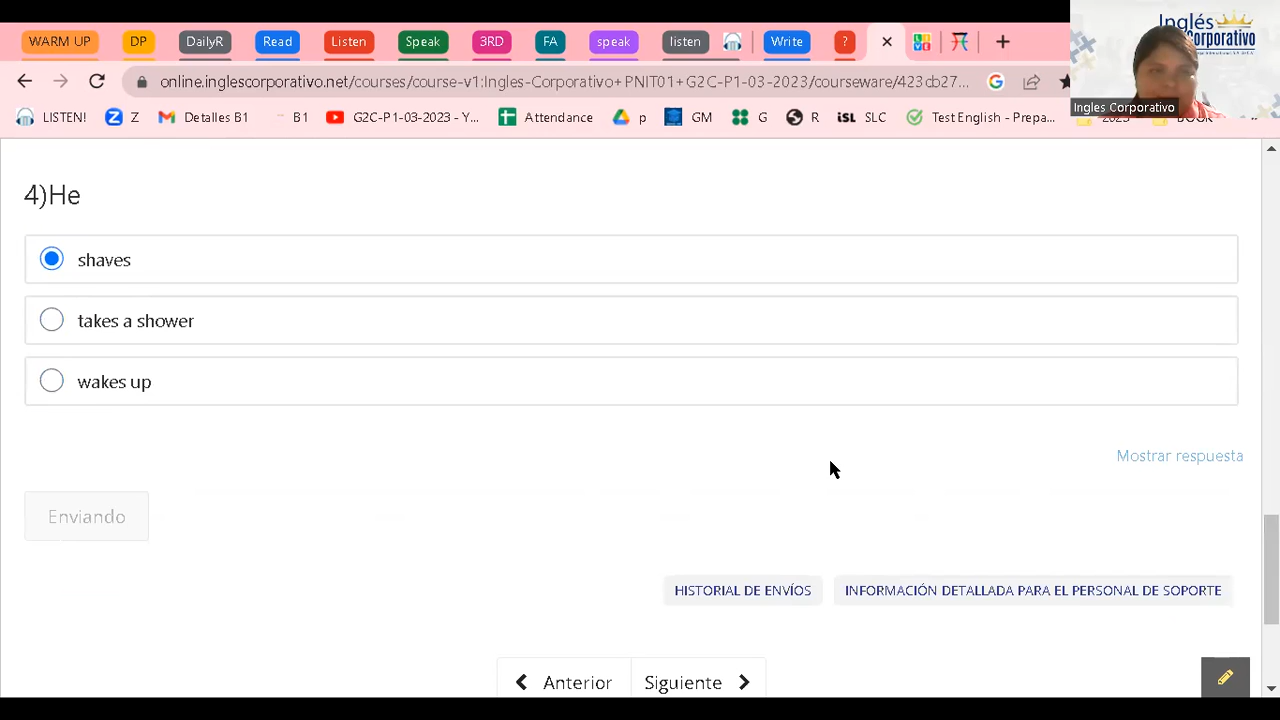 WARM UP DP DailyR Read Listen Speak 3RD FA speak listen Write ?
online.inglescorporativo.net/courses/course-v1:Ingles-Corporativo+PNIT01+G2C-P1-03-2023/courseware/423cb27...
LISTEN! Z Detalles B1 B1 G2C-P1-03-2023 - Y... Attendance p GM G R iSL SLC Test English - Prepa...
Inglés
Corporativo
Ingles Corporativo
4)He
shaves
takes a shower
wakes up
Mostrar respuesta
Enviando
HISTORIAL DE ENVÍOS INFORMACIÓN DETALLADA PARA EL PERSONAL DE SOPORTE
Anterior Siguiente